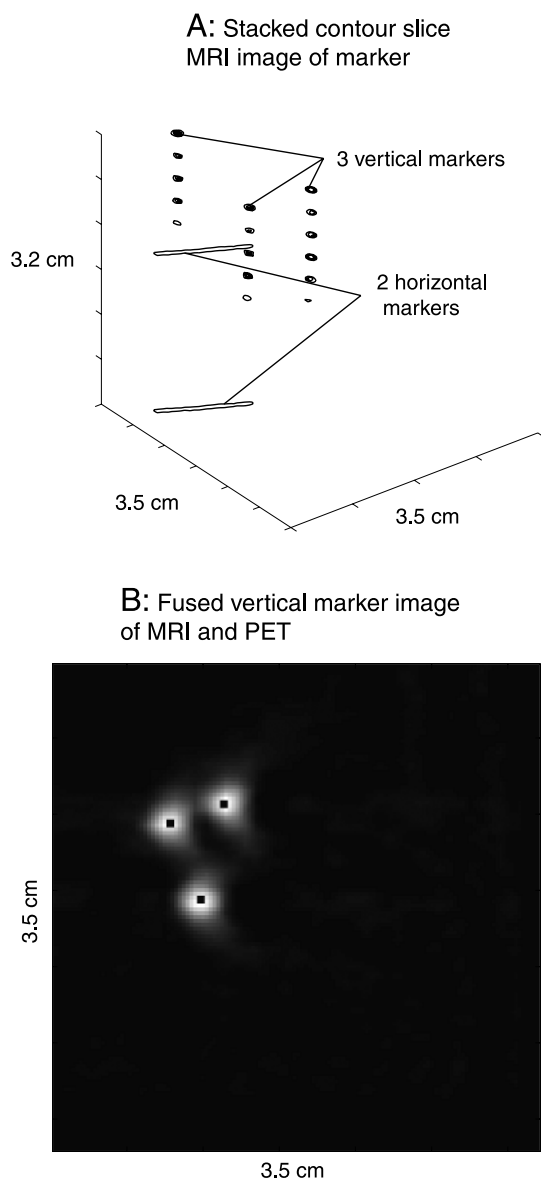 A: Stacked contour slice
MRI image of marker
3 vertical markers
3.2 cm
2 horizontal
markers
3.5 cm
3.5 cm
B: Fused vertical marker image
of MRI and PET
3.5 cm
3.5 cm